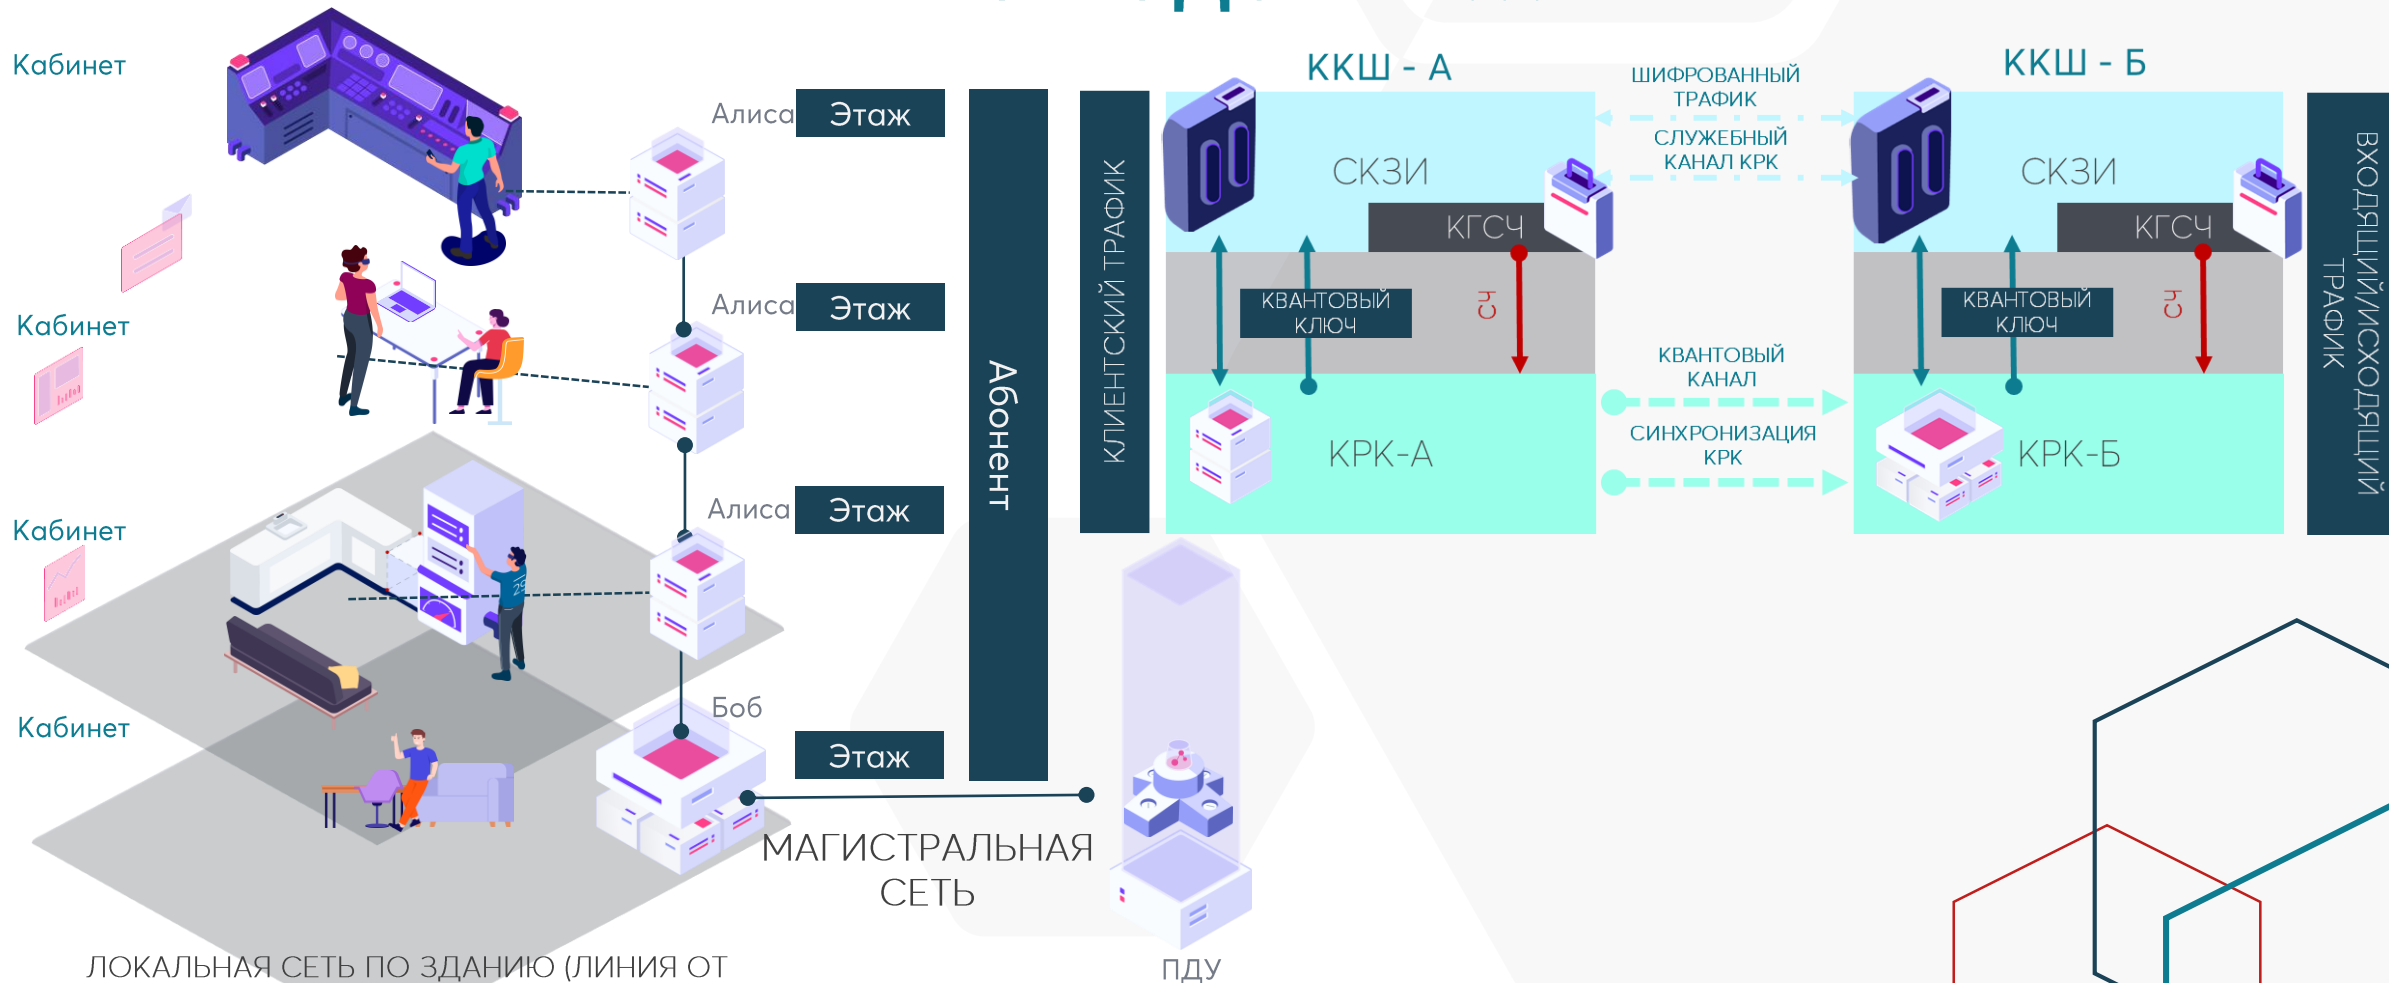 Кабинет
Алиса
Этаж
Кабинет
Алиса
Этаж
Кабинет
Алиса
Этаж
Кабинет
Боб
Этаж
Абонент
МАГИСТРАЛЬНАЯ
СЕТЬ
ЛОКАЛЬНАЯ СЕТЬ ПО ЗДАНИЮ (ЛИНИЯ ОТ
ПДУ
КЛИЕНТСКИЙ ТРАФИК
ККШ - А
СКЗИ
КГСЧ
КВАНТОВЫЙ
КЛЮЧ
СЧ
КРК-А
ШИФРОВАННЫЙ
ТРАФИК
СЛУЖЕБНЫЙ
КАНАЛ КРК
КВАНТОВЫЙ
КАНАЛ
СИНХРОНИЗАЦИЯ
КРК
ККШ - Б
СКЗИ
КГСЧ
КВАНТОВЫЙ
КЛЮЧ
СЧ
КРК-Б
ВХОДЯЩИЙ/ИСХОДЯЩИЙ
ТРАФИК